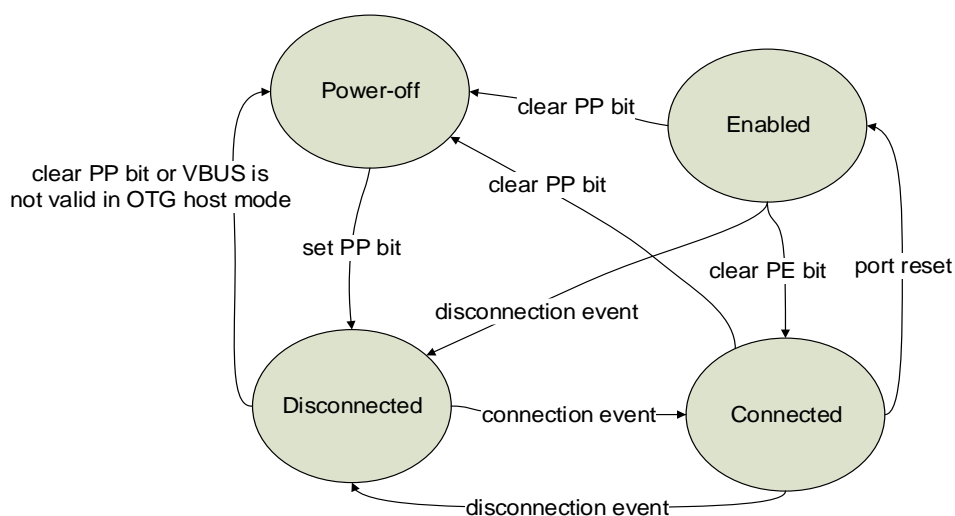 Power-off
Enabled
clear PP bit
clear PP bit or VBUS is
not valid in OTG host mode
clear PP bit
set PP bit
clear PE bit
port reset
disconnection event
Disconnected
connection event
Connected
disconnection event